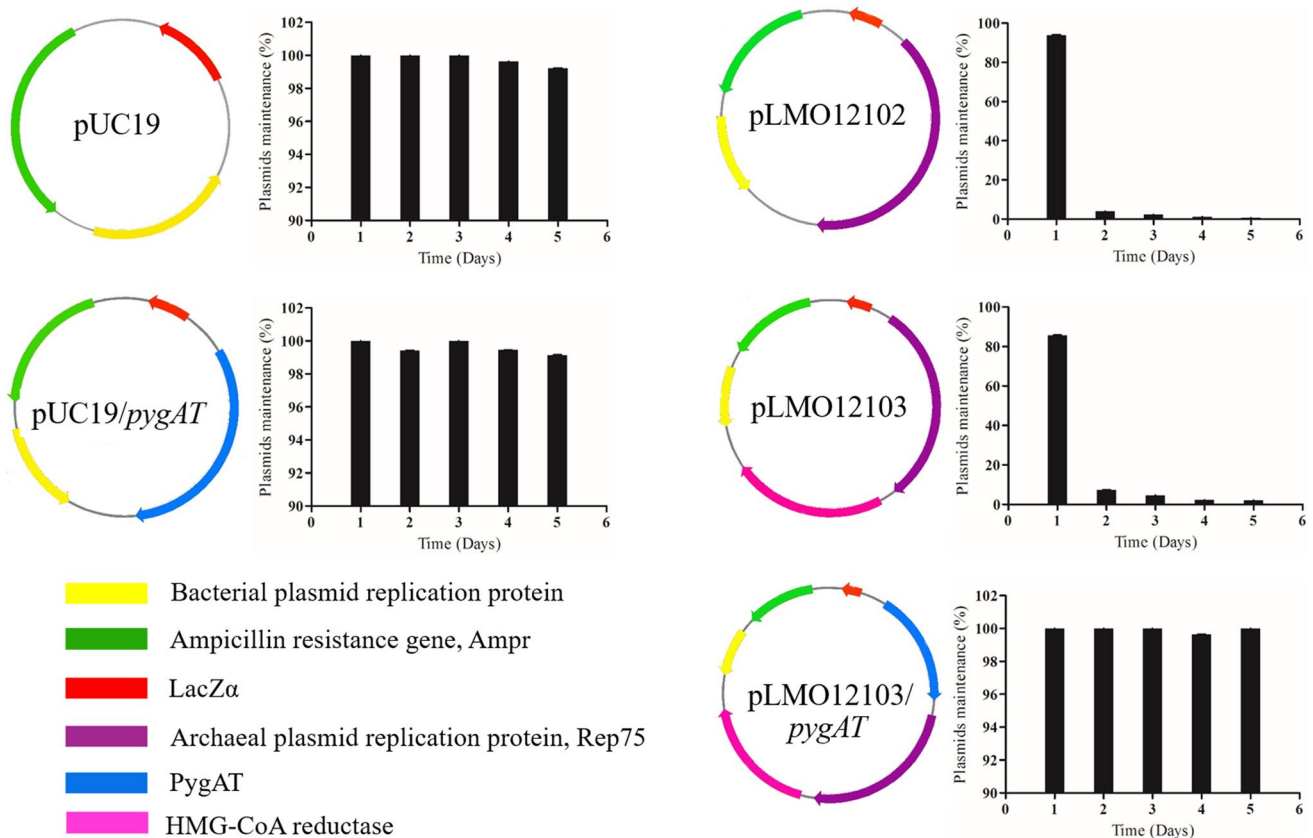 pUC19
Plasmids maintenance (%)
102
100
98
96
94
92
90
0 1 2 3 4 5 6
Time (Days)
pLMO12102
Plasmids maintenance (%)
100
80
60
40
20
0
0 1 2 3 4 5 6
Time (Days)
pUC19/pygAT
Plasmids maintenance (%)
102
100
98
96
94
92
90
0 1 2 3 4 5 6
Time (Days)
pLMO12103
Plasmids maintenance (%)
100
80
60
40
20
0
0 1 2 3 4 5 6
Time (Days)
Bacterial plasmid replication protein
Ampicillin resistance gene, Ampr
LacZα
Archaeal plasmid replication protein, Rep75
PygAT
HMG-CoA reductase
pLMO12103/
pygAT
Plasmids maintenance (%)
102
100
98
96
94
92
90
0 1 2 3 4 5 6
Time (Days)